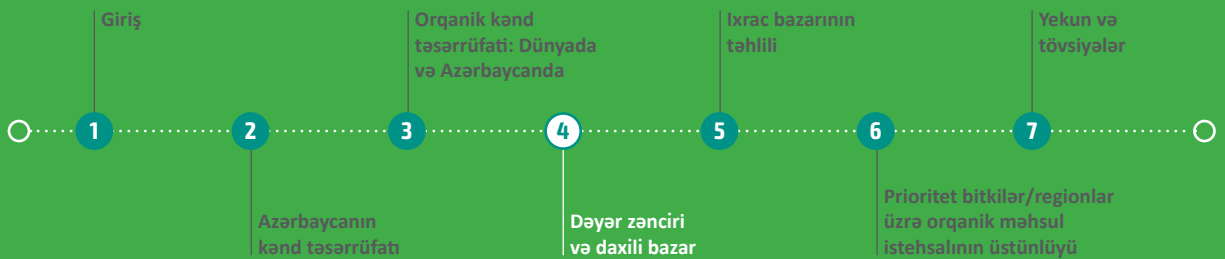 Giriş
Orqanik kənd
təsərrüfatı: Dünyada
və Azərbaycanda
Ixrac bazarının
təhlili
Yekun və
tövsiyələr
1
2
3
4
5
6
7
Azərbaycanın
kənd təsərrüfatı
Dəyər zənciri
və daxili bazar
Prioritet bitkilər/regionlar
üzrə orqanik məhsul
istehsalının üstünlüyü